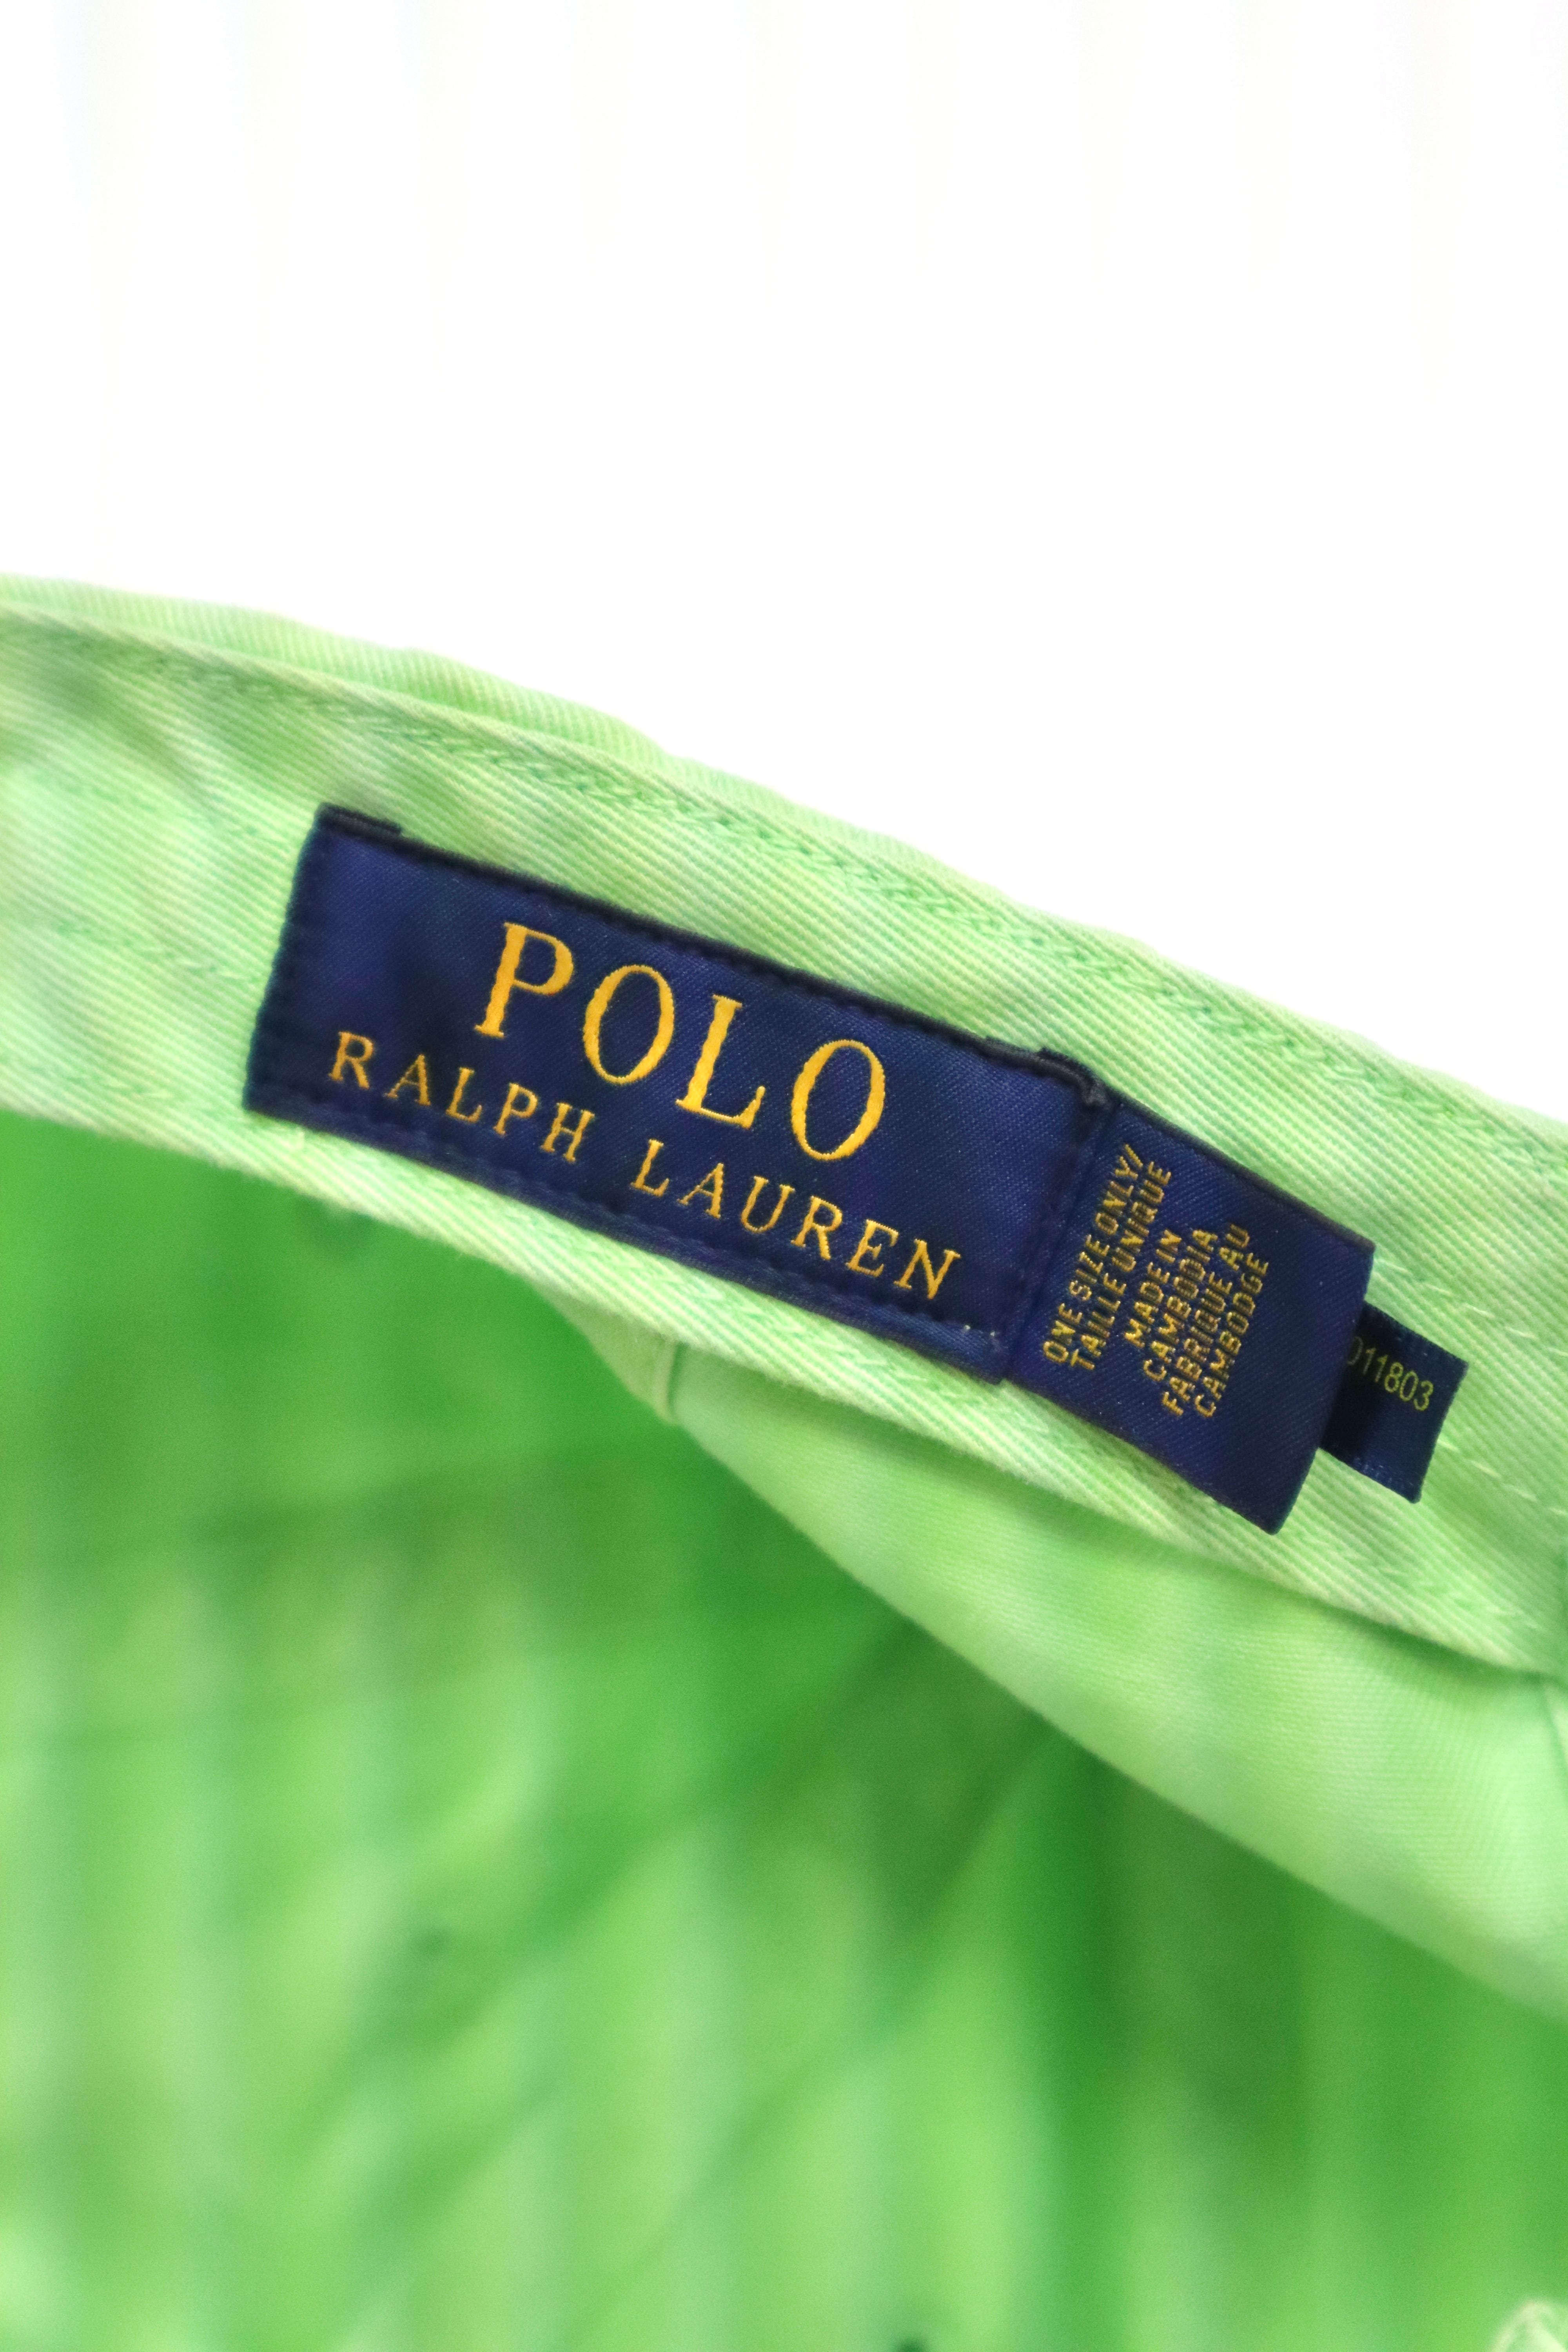 POLO
RALPH LAUREN
ONE SIZE ONLY/
TAILLE UNIQUE
MADE IN
CAMBODIA
FABRIQUE AU
CAMBODGE
011803